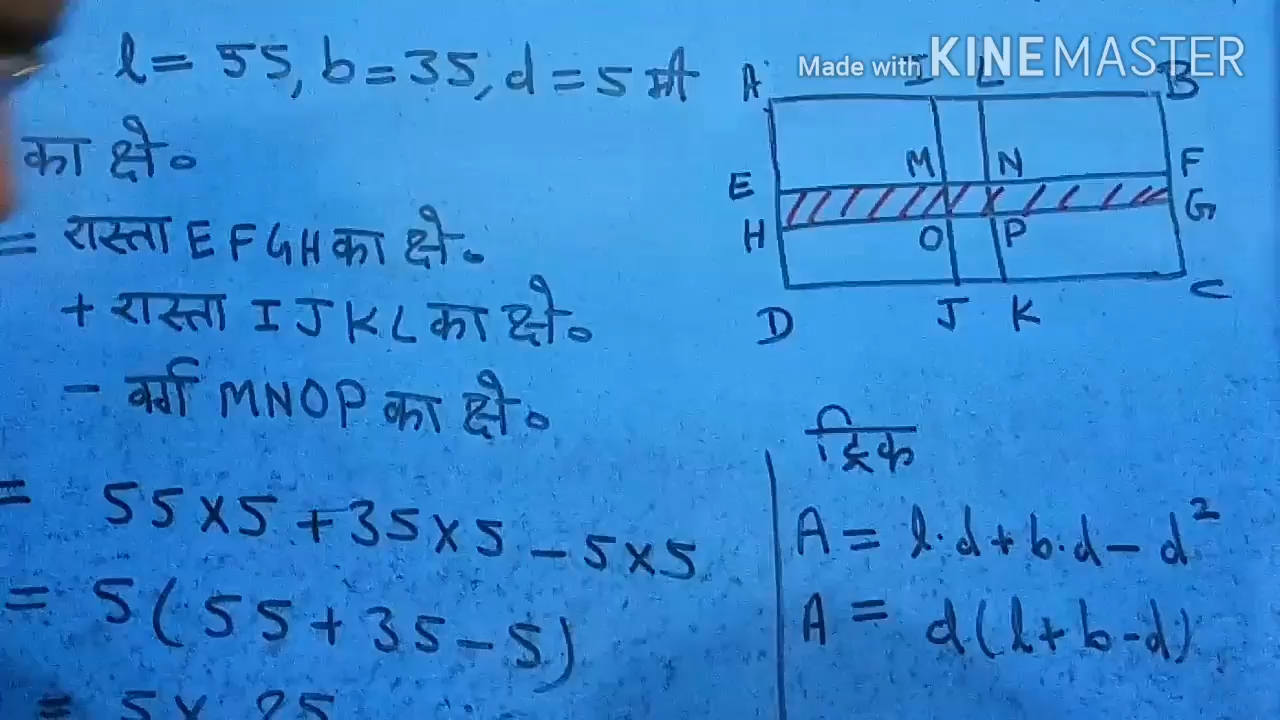 l = 55, b = 35, d = 5 मी
का क्षे॰
= रास्ता EFGH का क्षे॰
+ रास्ता IJKL का क्षे॰
- वर्ग MNOP का क्षे॰
= 55 x 5 + 35 x 5 - 5 x 5
= 5 ( 55 + 35 - 5 )
Made with KINEMASTER
A I L B
M N F
E G
H O P
D J K C
ट्रिक
A = l.d + b.d - d²
A = d(l + b - d)